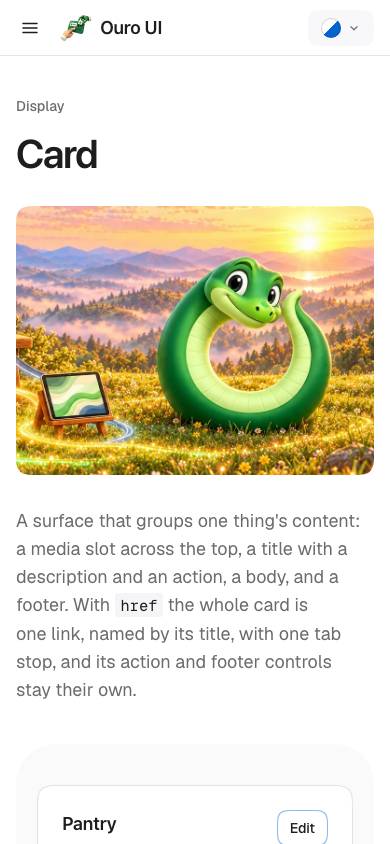 Ouro UI
Display
Card
A surface that groups one thing's content:
a media slot across the top, a title with a
description and an action, a body, and a
footer. With href the whole card is
one link, named by its title, with one tab
stop, and its action and footer controls
stay their own.
Pantry
Edit